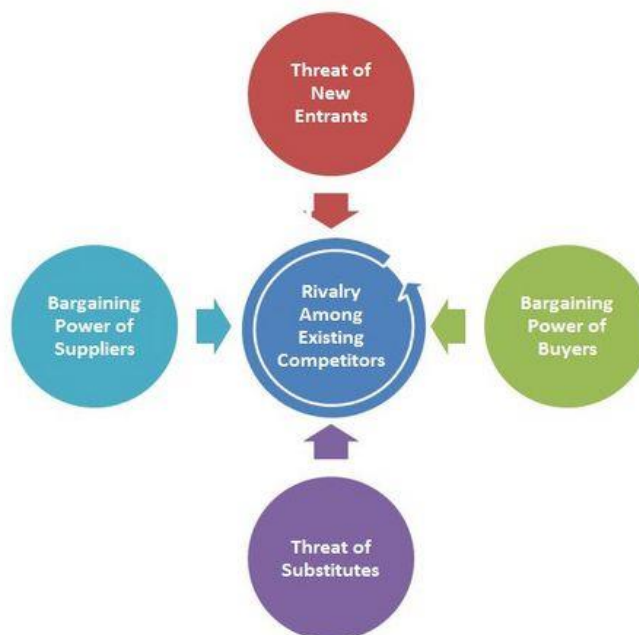 Threat of
New
Entrants
Bargaining
Power of
Suppliers
Rivalry
Among
Existing
Competitors
Bargaining
Power of
Buyers
Threat of
Substitutes